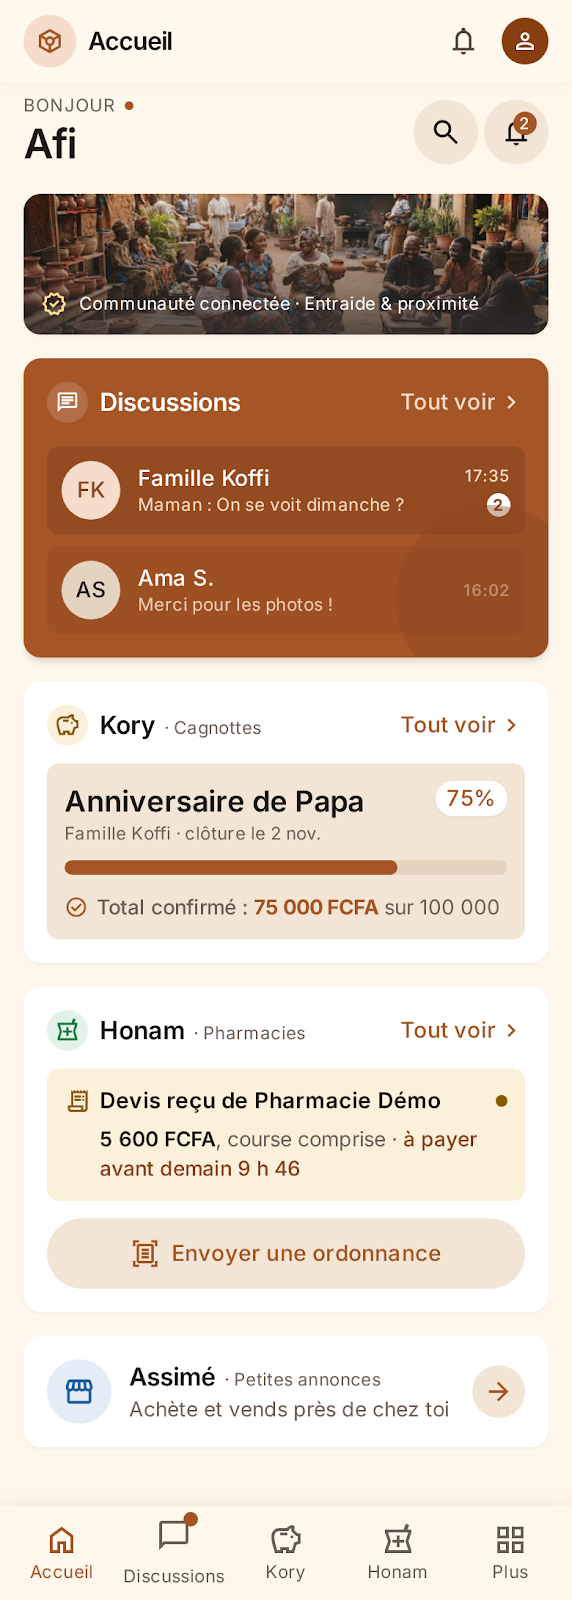 Accueil
BONJOUR
Afi
2
Communauté connectée · Entraide & proximité
Discussions
Tout voir
FK
Famille Koffi
17:35
Maman : On se voit dimanche ?
2
AS
Ama S.
16:02
Merci pour les photos !
Kory · Cagnottes
Tout voir
Anniversaire de Papa
75%
Famille Koffi · clôture le 2 nov.
Total confirmé : 75 000 FCFA sur 100 000
Honam · Pharmacies
Tout voir
Devis reçu de Pharmacie Démo
5 600 FCFA, course comprise · à payer
avant demain 9 h 46
Envoyer une ordonnance
Assimé · Petites annonces
Achète et vends près de chez toi
Accueil
Discussions
Kory
Honam
Plus